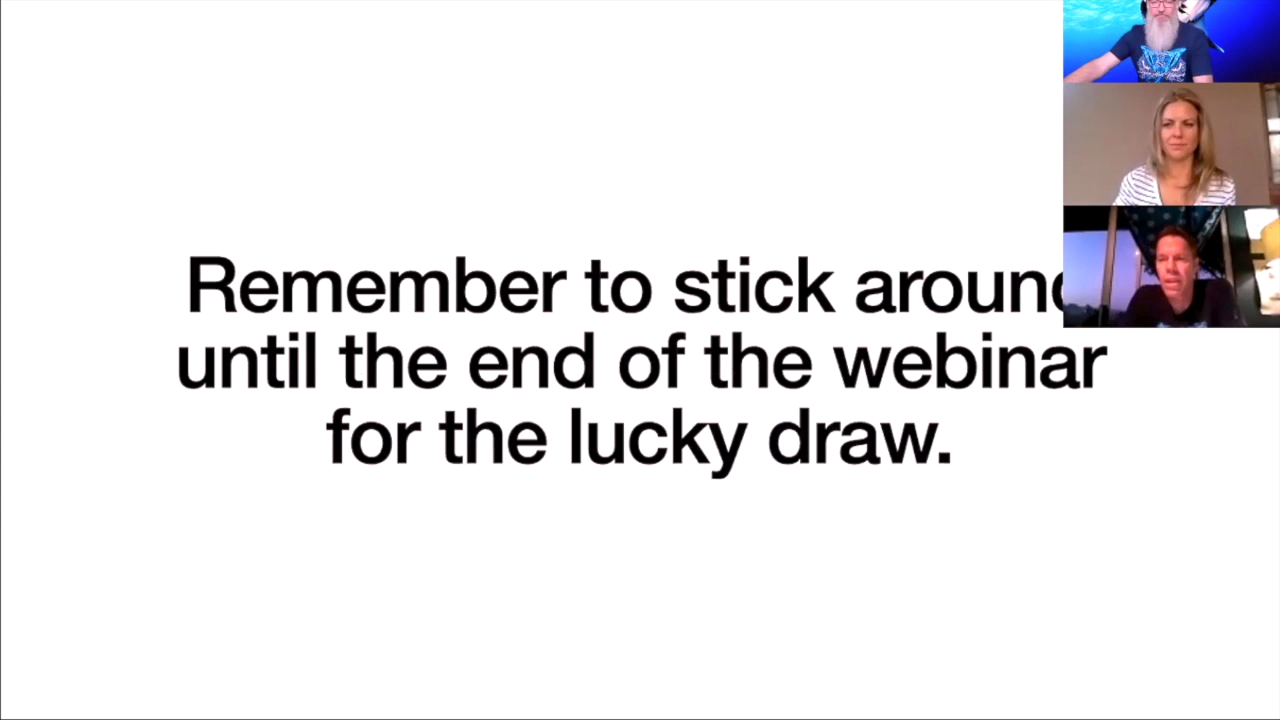 Remember to stick around
until the end of the webinar
for the lucky draw.